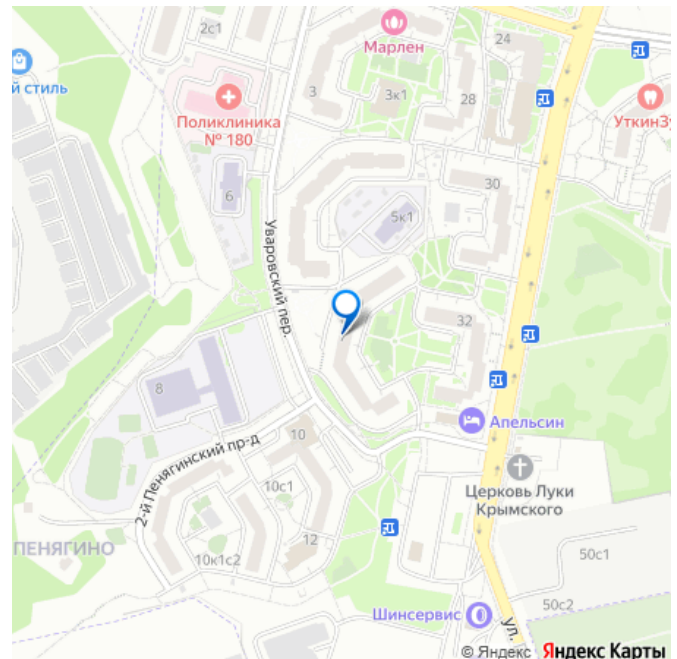 2с1
Марлен
24
й стиль
3
3к1
28
Поликлиника
№ 180
УткинЗу
6
30
5к1
Уваровский пер.
32
8
Апельсин
10
2-й Пенягинский пр-д
Церковь Луки
Крымского
10с1
12
ПЕНЯГИНО
10к1с2
50с1
50с2
Шинсервис
ул.
© Яндекс Яндекс Карты